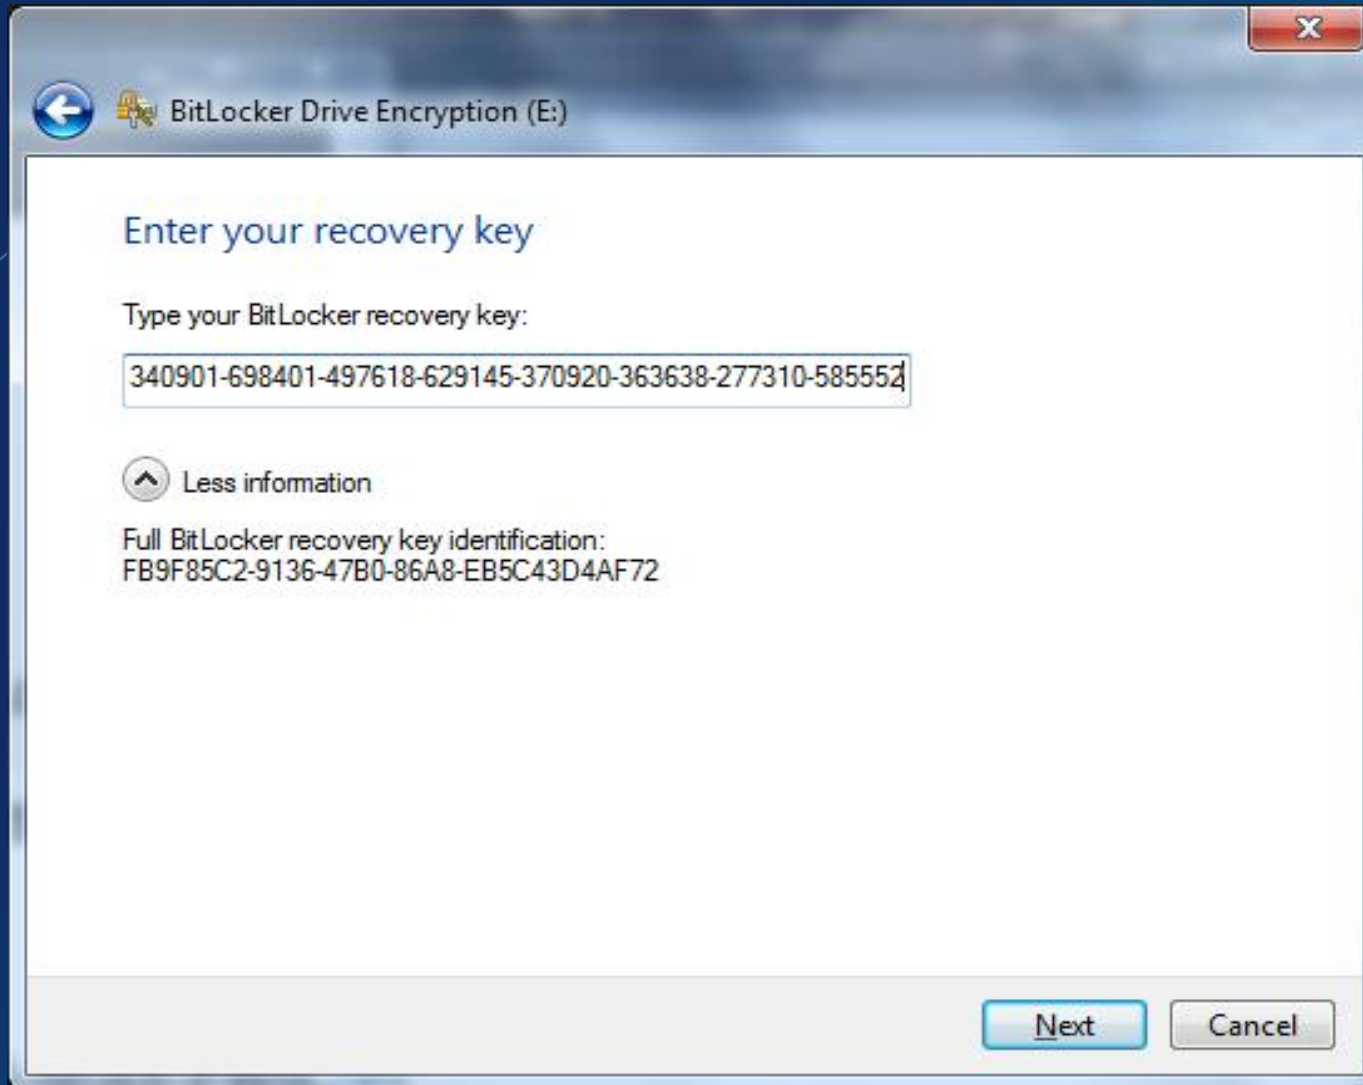 BitLocker Drive Encryption (E:)
Enter your recovery key
Type your BitLocker recovery key:
340901-698401-497618-629145-370920-363638-277310-585552
Less information
Full BitLocker recovery key identification:
FB9F85C2-9136-47B0-86A8-EB5C43D4AF72
Next
Cancel